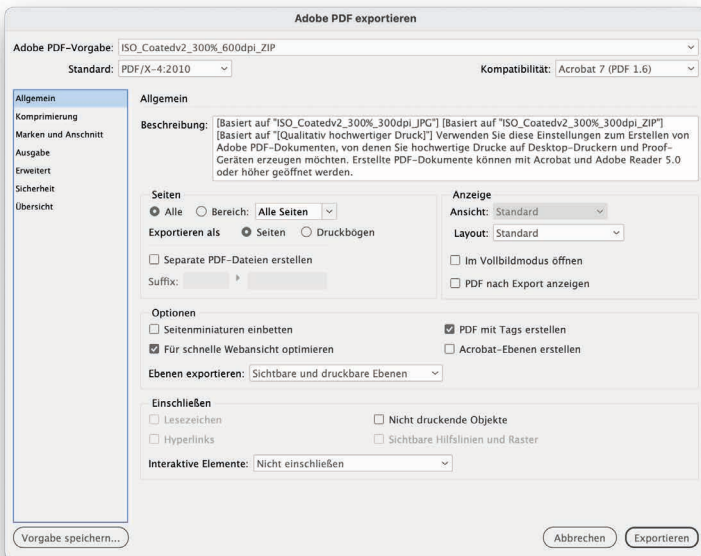 Adobe PDF exportieren
Adobe PDF-Vorgabe: ISO_Coatedv2_300%_600dpi_ZIP
Standard: PDF/X-4:2010
Kompatibilität: Acrobat 7 (PDF 1.6)
Allgemein
Komprimierung
Marken und Anschnitt
Ausgabe
Erweitert
Sicherheit
Übersicht
Allgemein
Beschreibung: [Basiert auf "ISO_Coatedv2_300%_300dpi_JPG"] [Basiert auf "ISO_Coatedv2_300%_300dpi_ZIP"]
[Basiert auf "[Qualitativ hochwertiger Druck]"] Verwenden Sie diese Einstellungen zum Erstellen von
Adobe PDF-Dokumenten, von denen Sie hochwertige Drucke auf Desktop-Druckern und Proof-
Geräten erzeugen möchten. Erstellte PDF-Dokumente können mit Acrobat und Adobe Reader 5.0
oder höher geöffnet werden.
Seiten
Alle Bereich: Alle Seiten
Exportieren als Seiten Druckbögen
Separate PDF-Dateien erstellen
Suffix:
Anzeige
Ansicht: Standard
Layout: Standard
Im Vollbildmodus öffnen
PDF nach Export anzeigen
Optionen
Seitenminiaturen einbetten
PDF mit Tags erstellen
Für schnelle Webansicht optimieren
Acrobat-Ebenen erstellen
Ebenen exportieren: Sichtbare und druckbare Ebenen
Einschließen
Lesezeichen
Nicht druckende Objekte
Hyperlinks
Sichtbare Hilfslinien und Raster
Interaktive Elemente: Nicht einschließen
Vorgabe speichern...
Abbrechen
Exportieren